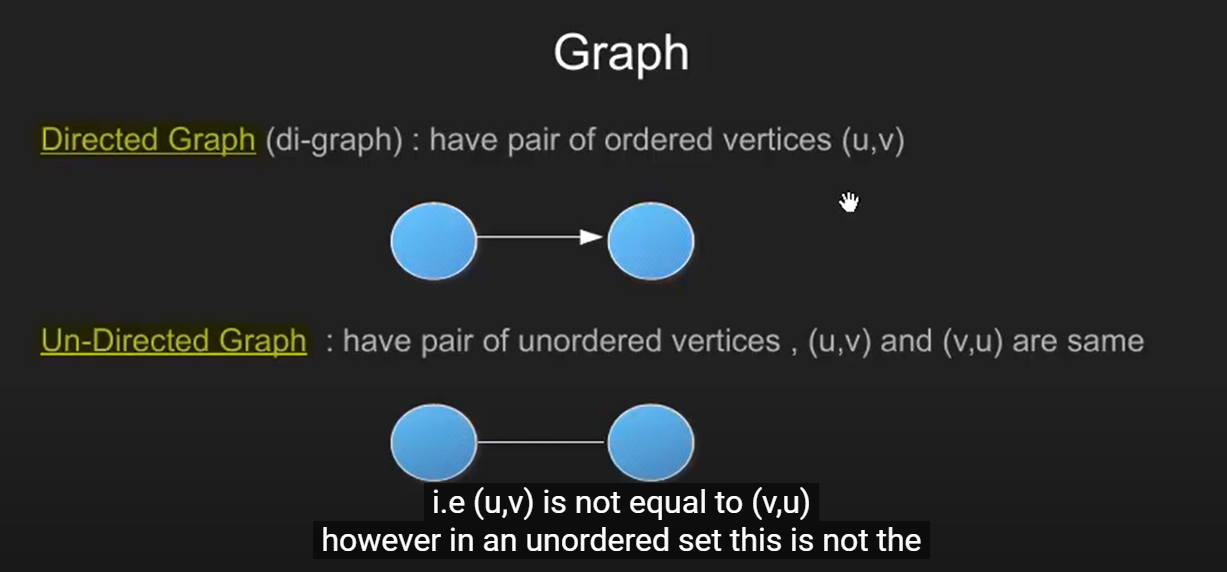 Graph
Directed Graph (di-graph) : have pair of ordered vertices (u,v)
Un-Directed Graph : have pair of unordered vertices , (u,v) and (v,u) are same
i.e (u,v) is not equal to (v,u)
however in an unordered set this is not the